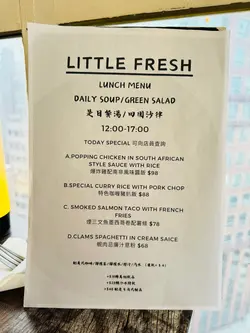 LITTLE FRESH
LUNCH MENU
DAILY SOUP/GREEN SALAD
是日餐湯/田園沙律
12:00-17:00
TODAY SPECIAL 可向店員查詢
A.POPPING CHICKEN IN SOUTH AFRICAN
STYLE SAUCE WITH RICE
爆炸雞配南非風味醬飯 $98
B.SPECIAL CURRY RICE WITH PORK CHOP
特色咖喱豬扒飯 $88
C. SMOKED SALMON TACO WITH FRENCH
FRIES
煙三文魚墨西哥卷配薯條 $78
D.CLAMS SPAGHETTI IN CREAM SAICE
蜆肉忌廉汁意粉 $68